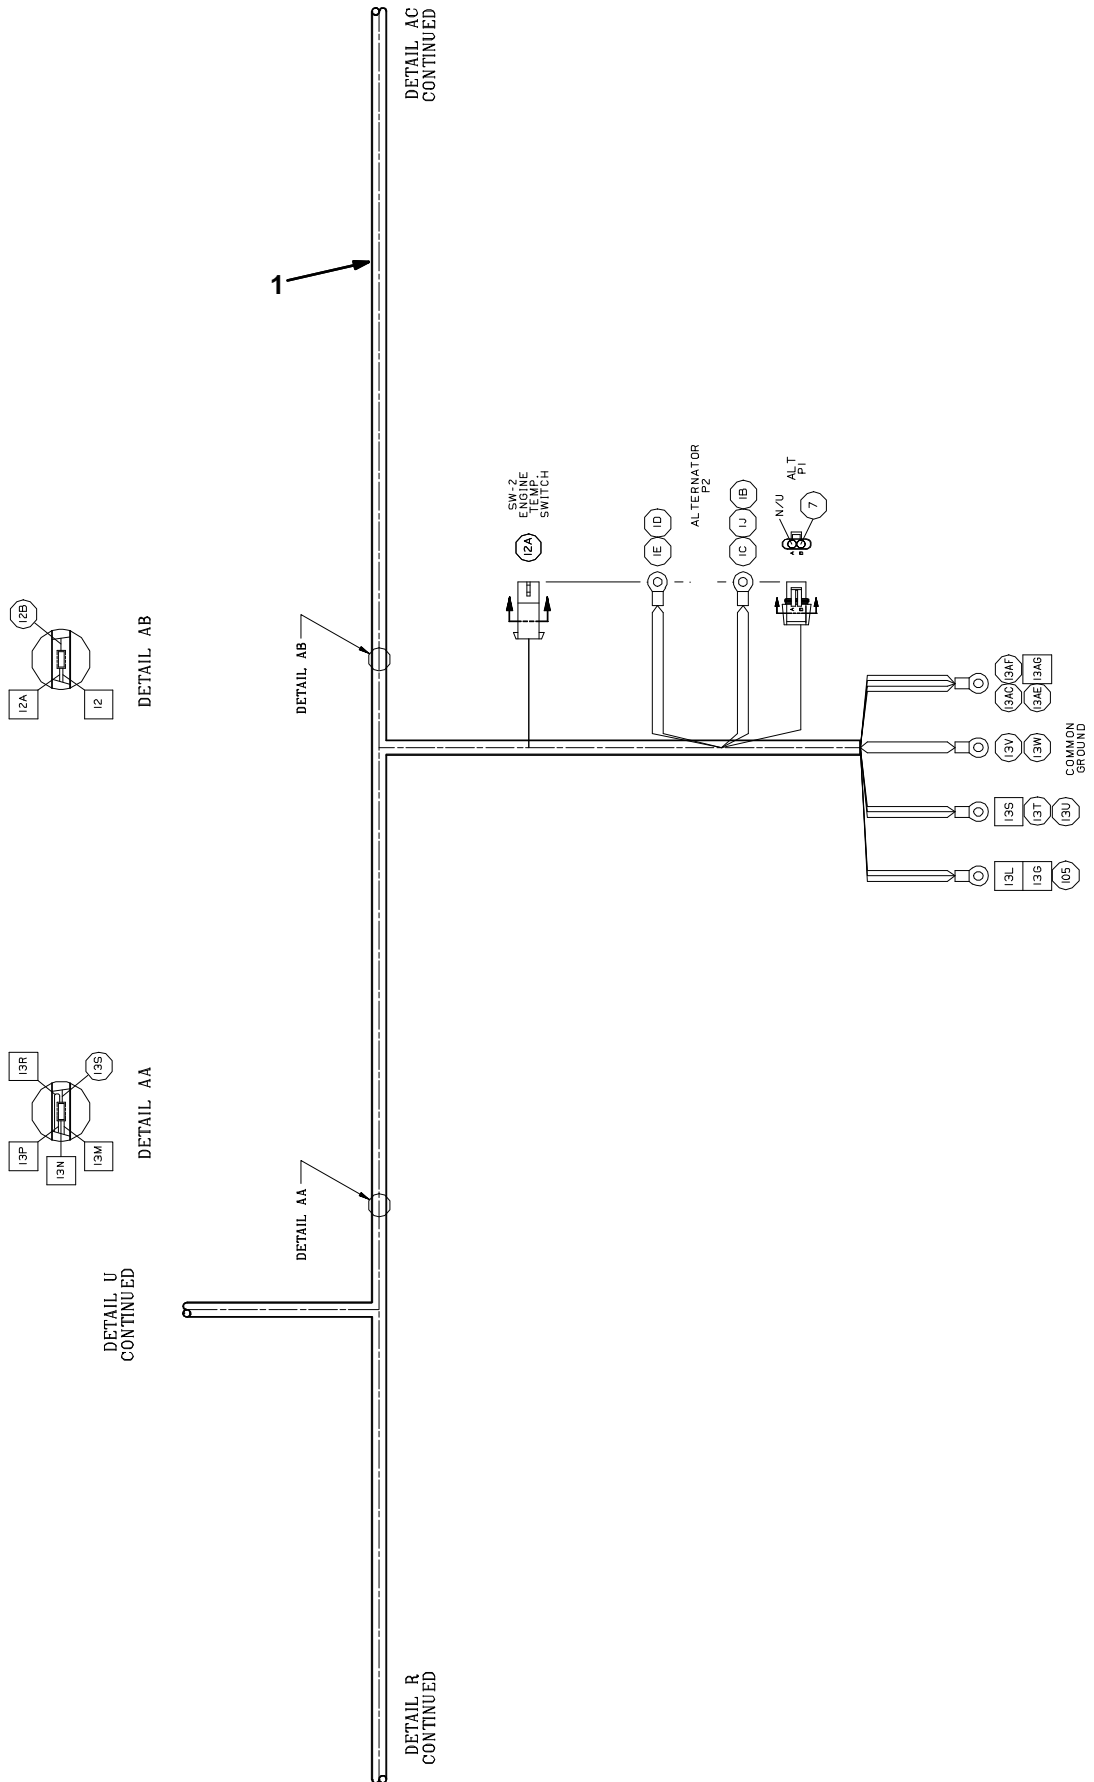 DETAIL AC
CONTINUED
1
12B
12A
12
DETAIL AB
DETAIL AB
SW-2
ENGINE
TEMP.
SWITCH
12A
1E
1D
ALTERNATOR
P2
1C
1J
1B
N/U
ALT
P1
7
A
B
A
B
13AC
13AF
13AE
13AG
13V
13W
COMMON
GROUND
13S
13T
13U
13L
13G
105
13R
13S
13P
13N
13M
DETAIL AA
DETAIL AA
DETAIL U
CONTINUED
DETAIL R
CONTINUED